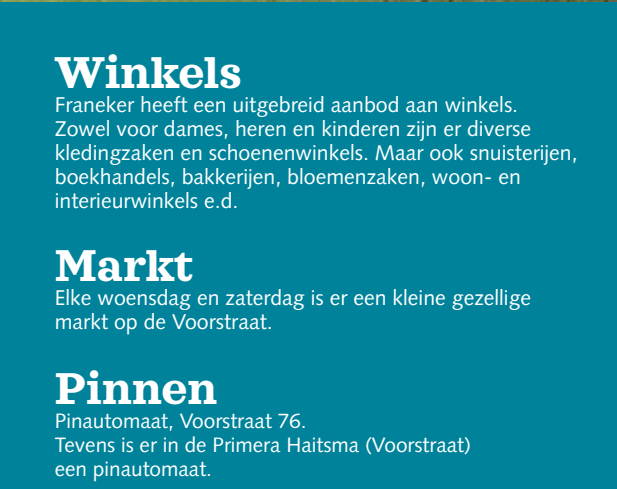 Winkels
Franeker heeft een uitgebreid aanbod aan winkels.
Zowel voor dames, heren en kinderen zijn er diverse
kledingzaken en schoenenwinkels. Maar ook snuisterijen,
boekhandels, bakkerijen, bloemenzaken, woon- en
interieurwinkels e.d.
Markt
Elke woensdag en zaterdag is er een kleine gezellige
markt op de Voorstraat.
Pinnen
Pinautomaat, Voorstraat 76.
Tevens is er in de Primera Haitsma (Voorstraat)
een pinautomaat.